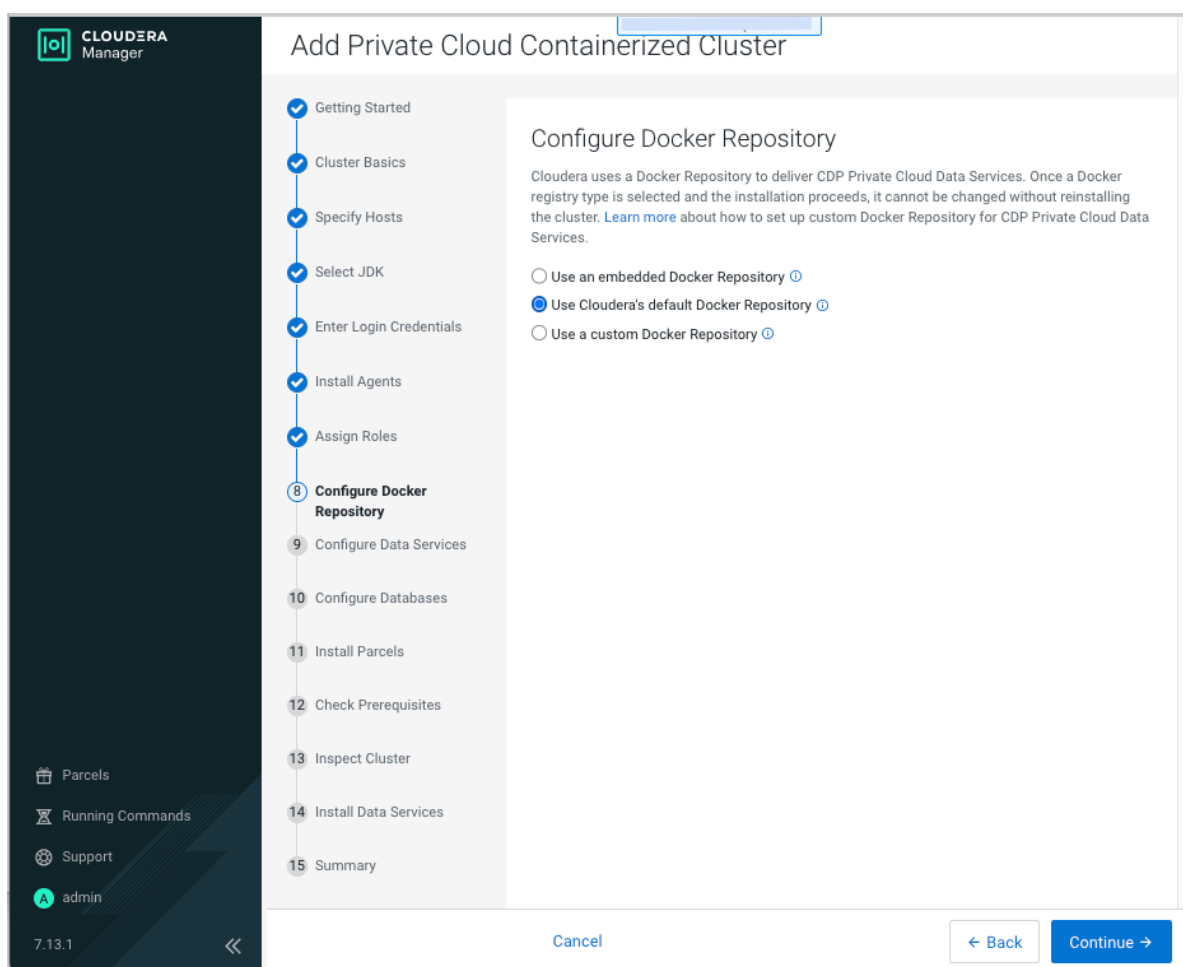 CLOUDERA
Manager
Add Private Cloud Containerized Cluster
Getting Started
Cluster Basics
Specify Hosts
Select JDK
Enter Login Credentials
Install Agents
Assign Roles
8 Configure Docker
Repository
9 Configure Data Services
10 Configure Databases
11 Install Parcels
12 Check Prerequisites
13 Inspect Cluster
14 Install Data Services
15 Summary
Configure Docker Repository
Cloudera uses a Docker Repository to deliver CDP Private Cloud Data Services. Once a Docker
registry type is selected and the installation proceeds, it cannot be changed without reinstalling
the cluster. Learn more about how to set up custom Docker Repository for CDP Private Cloud Data
Services.
Use an embedded Docker Repository
Use Cloudera's default Docker Repository
Use a custom Docker Repository
Parcels
Running Commands
Support
A admin
7.13.1
Cancel
← Back
Continue →